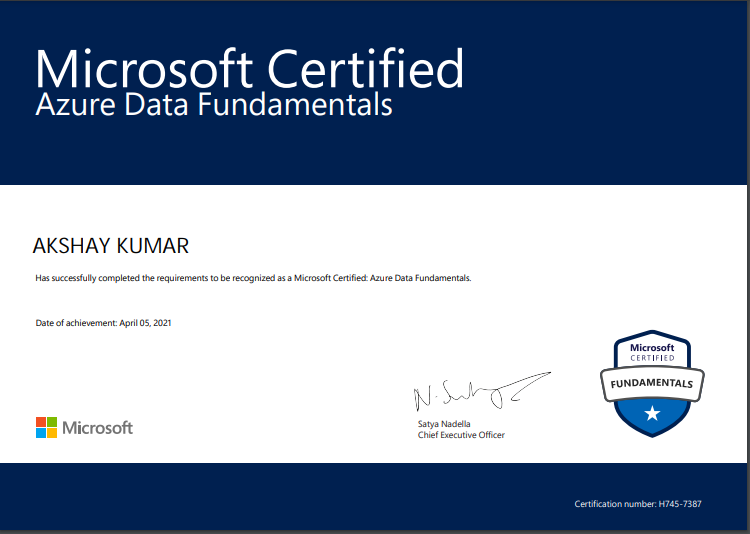 Microsoft Certified
Azure Data Fundamentals
AKSHAY KUMAR
Has successfully completed the requirements to be recognized as a Microsoft Certified: Azure Data Fundamentals.
Date of achievement: April 05, 2021
Microsoft
CERTIFIED
FUNDAMENTALS
N. Satya
Satya Nadella
Chief Executive Officer
Microsoft
Certification number: H745-7387